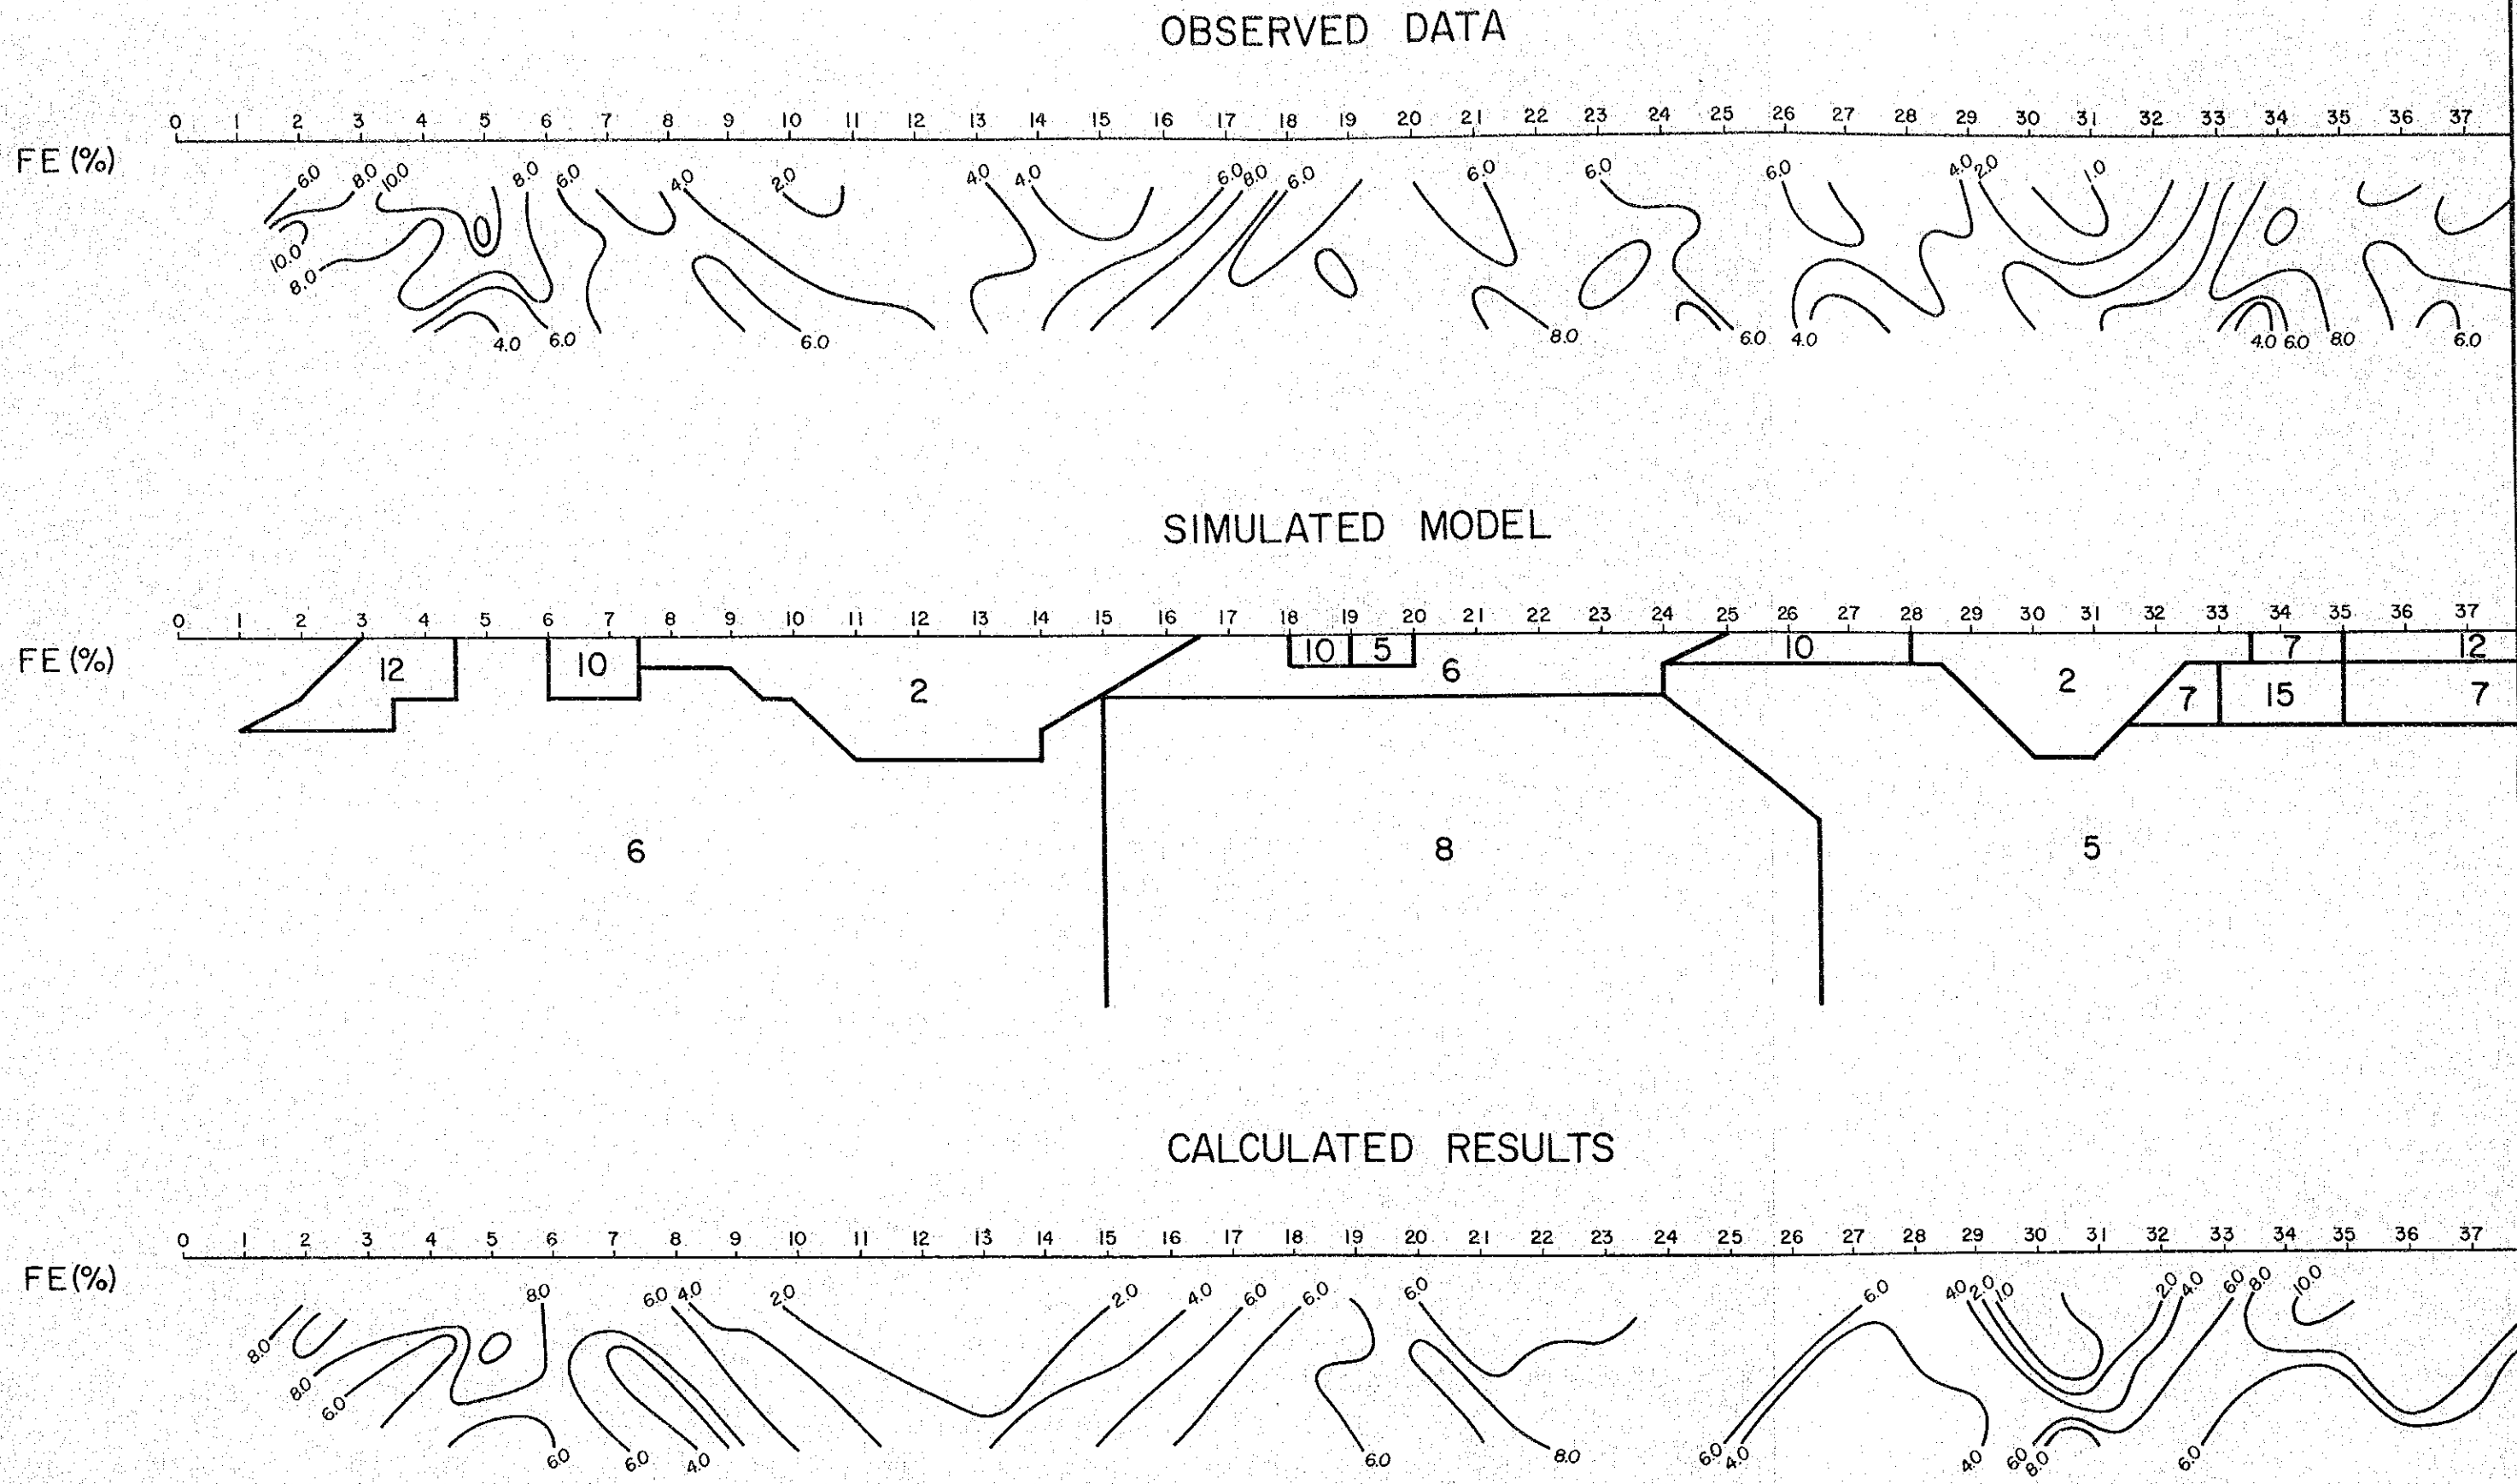 OBSERVED DATA
0 1 2 3 4 5 6 7 8 9 10 11 12 13 14 15 16 17 18 19 20 21 22 23 24 25 26 27 28 29 30 31 32 33 34 35 36 37
FE (%)
6.0 8.0 10.0 8.0 6.0 4.0 2.0 4.0 4.0 6.0 8.0 6.0 6.0 6.0 6.0 4.0 2.0 1.0
10.0
8.0
4.0 6.0 6.0 8.0 6.0 4.0 4.0 6.0 8.0 6.0
SIMULATED MODEL
0 1 2 3 4 5 6 7 8 9 10 11 12 13 14 15 16 17 18 19 20 21 22 23 24 25 26 27 28 29 30 31 32 33 34 35 36 37
FE (%)
12 10 2 10 5 6 10 2 7 7 15 12 7
6 8 5
CALCULATED RESULTS
0 1 2 3 4 5 6 7 8 9 10 11 12 13 14 15 16 17 18 19 20 21 22 23 24 25 26 27 28 29 30 31 32 33 34 35 36 37
FE (%)
8.0 6.0 4.0 2.0 2.0 4.0 6.0 6.0 6.0 6.0 4.0 2.0 1.0 2.0 4.0 6.0 8.0 10.0
8.0
8.0
6.0
6.0 6.0 4.0 6.0 8.0 6.0 4.0 4.0 6.0 8.0 6.0